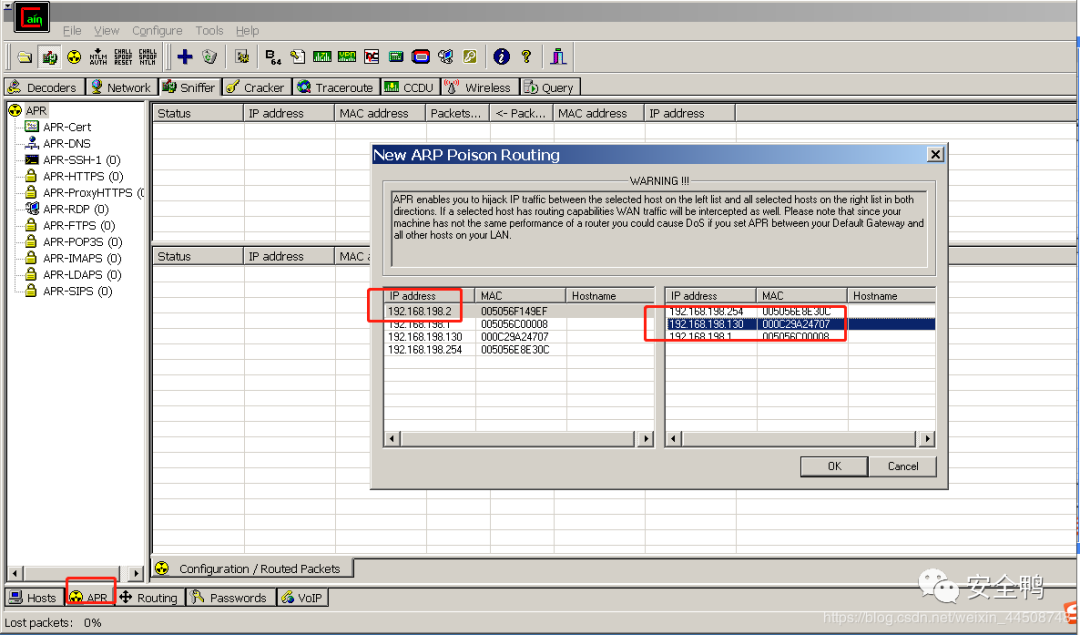 aín
File View Configure Tools Help
NTLM AUTH CHALL SPOOF RESET CHALL SPOOF NTLM B64
Decoders Network Sniffer Cracker Traceroute CCDU Wireless Query
APR
APR-Cert
APR-DNS
APR-SSH-1 (0)
APR-HTTPS (0)
APR-ProxyHTTPS (0
APR-RDP (0)
APR-FTPS (0)
APR-POP3S (0)
APR-IMAPS (0)
APR-LDAPS (0)
APR-SIPS (0)
Status IP address MAC address Packets... <- Pack... MAC address IP address
Status IP address MAC
New ARP Poison Routing
WARNING !!!
APR enables you to hijack IP traffic between the selected host on the left list and all selected hosts on the right list in both
directions. If a selected host has routing capabilities WAN traffic will be intercepted as well. Please note that since your
machine has not the same performance of a router you could cause DoS if you set APR between your Default Gateway and
all other hosts on your LAN.
IP address MAC Hostname
192.168.198.2 005056F149EF
192.168.198.1 005056C00008
192.168.198.130 000C29A24707
192.168.198.254 005056E8E30C
IP address MAC Hostname
192.168.198.254 005056E8E30C
192.168.198.130 000C29A24707
192.168.198.1 005056C00008
OK Cancel
Configuration / Routed Packets
Hosts APR Routing Passwords VoIP
Lost packets: 0%
安全鸭